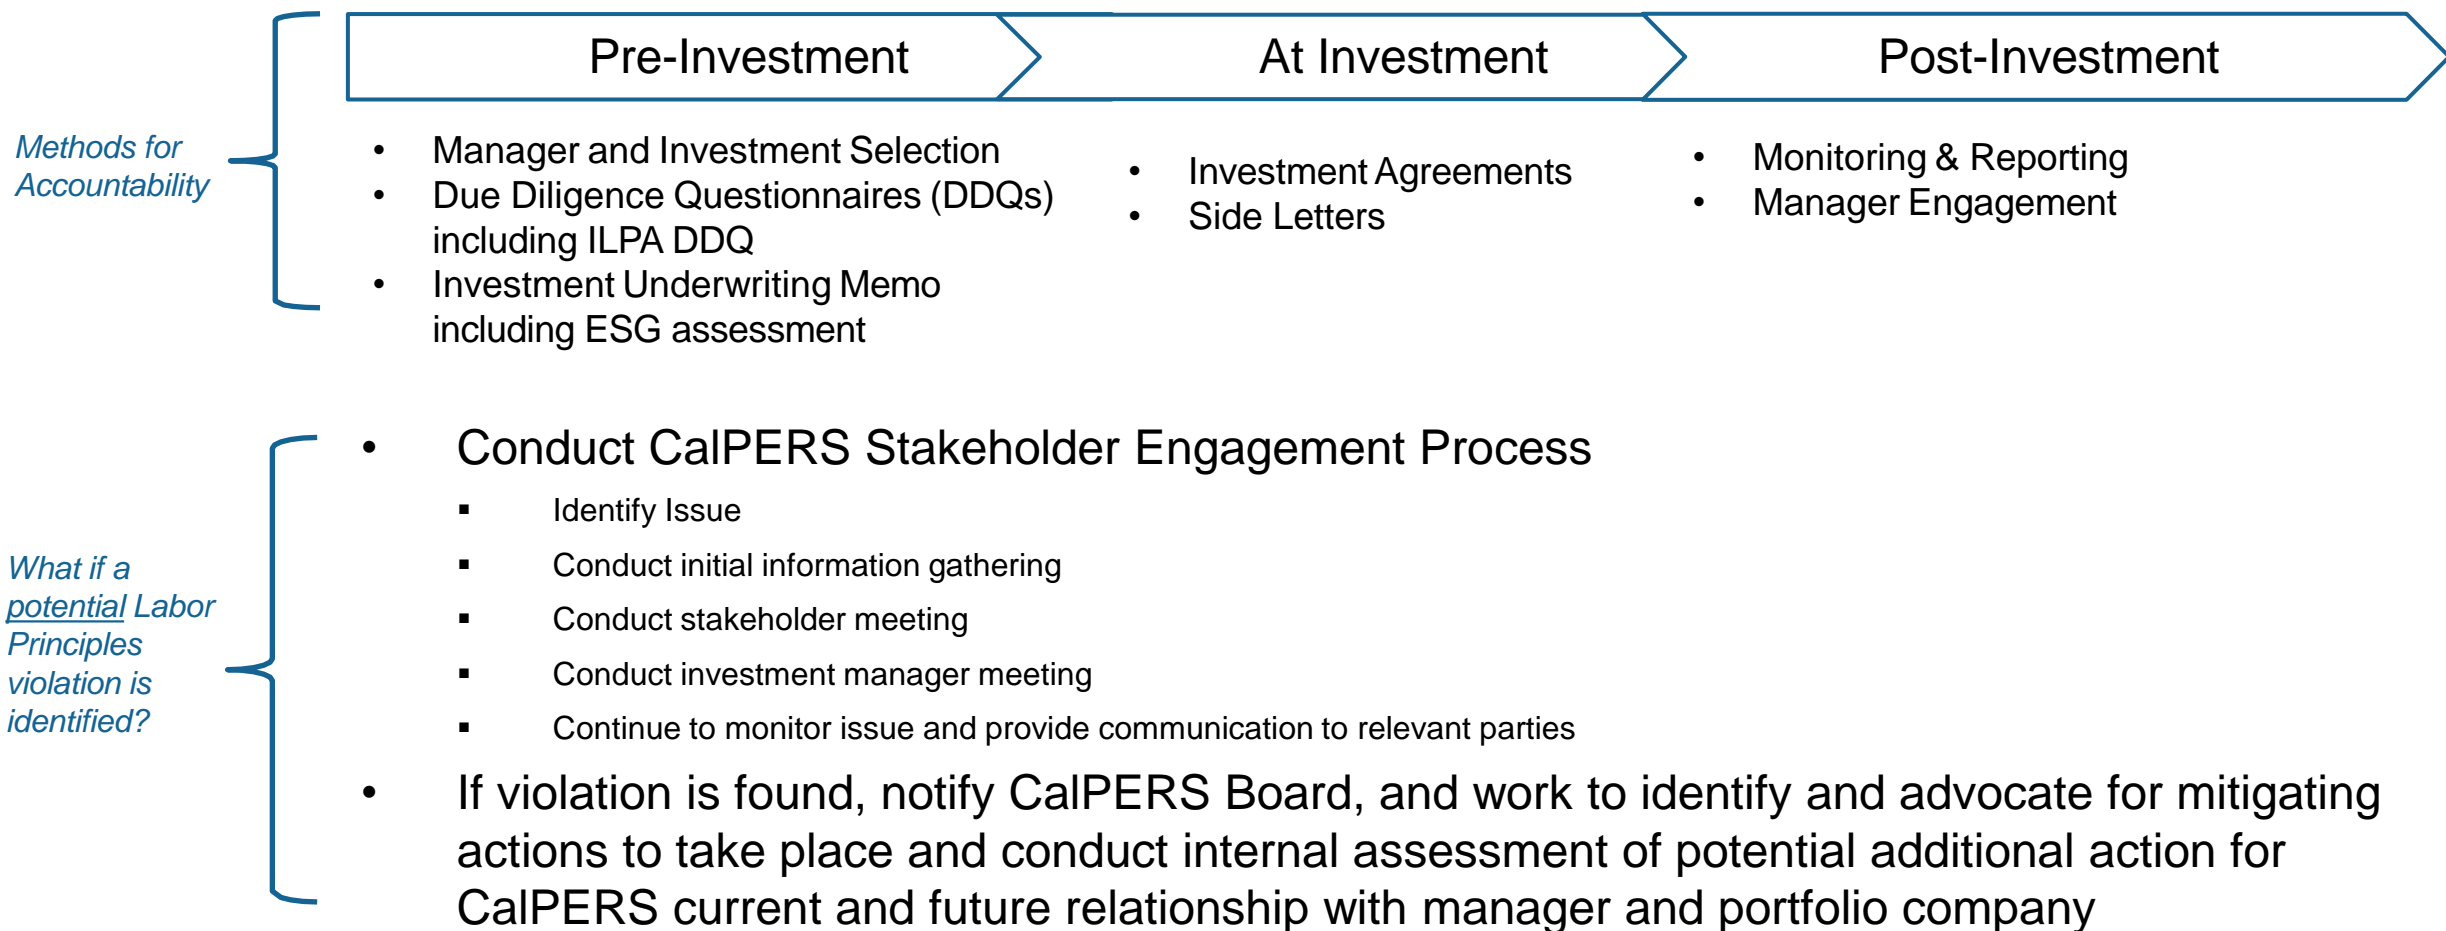 Pre-Investment
At Investment
Post-Investment
Methods for
Accountability
• Manager and Investment Selection
• Due Diligence Questionnaires (DDQs)
including ILPA DDQ
• Investment Underwriting Memo
including ESG assessment
• Investment Agreements
• Side Letters
• Monitoring & Reporting
• Manager Engagement
What if a
potential Labor
Principles
violation is
identified?
• Conduct CalPERS Stakeholder Engagement Process
▪ Identify Issue
▪ Conduct initial information gathering
▪ Conduct stakeholder meeting
▪ Conduct investment manager meeting
▪ Continue to monitor issue and provide communication to relevant parties
• If violation is found, notify CalPERS Board, and work to identify and advocate for mitigating
actions to take place and conduct internal assessment of potential additional action for
CalPERS current and future relationship with manager and portfolio company